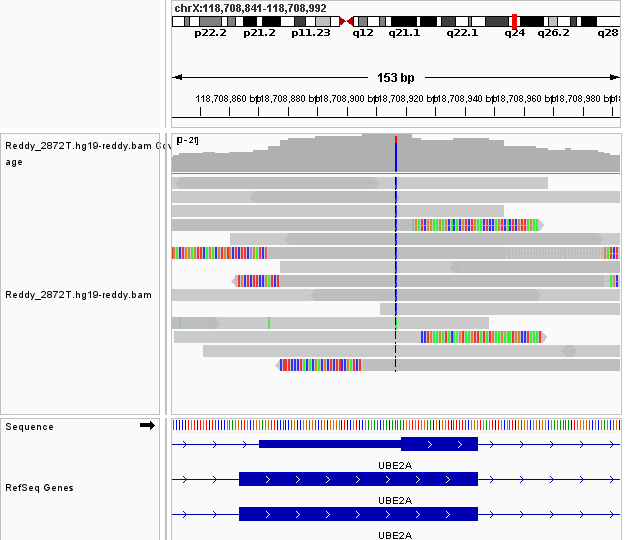 chrX:118,708,841-118,708,992
p22.2 p21.2 p11.23 q12 q21.1 q22.1 q24 q26.2 q28
153 bp
118,708,860 bp 118,708,880 bp 118,708,900 bp 118,708,920 bp 118,708,940 bp 118,708,960 bp 118,708,980 bp
[0-21]
Reddy_2872T.hg19-reddy.bam Cov
age
Reddy_2872T.hg19-reddy.bam
Sequence
UBE2A
RefSeq Genes
UBE2A
UBE2A